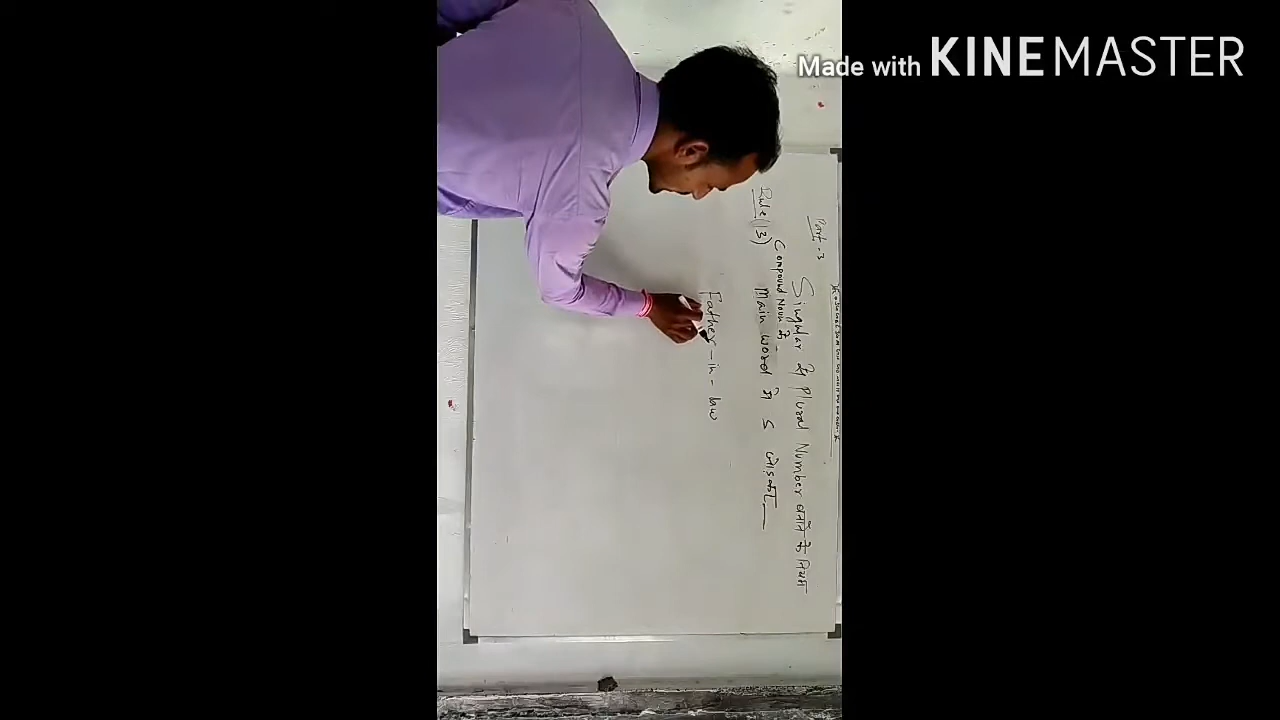 Made with KINEMASTER
Part-3
Singular से Plural Number बनाने के नियम
Rule (13)
Compound Noun के
Main word में S जोड़कर
Father-in-law